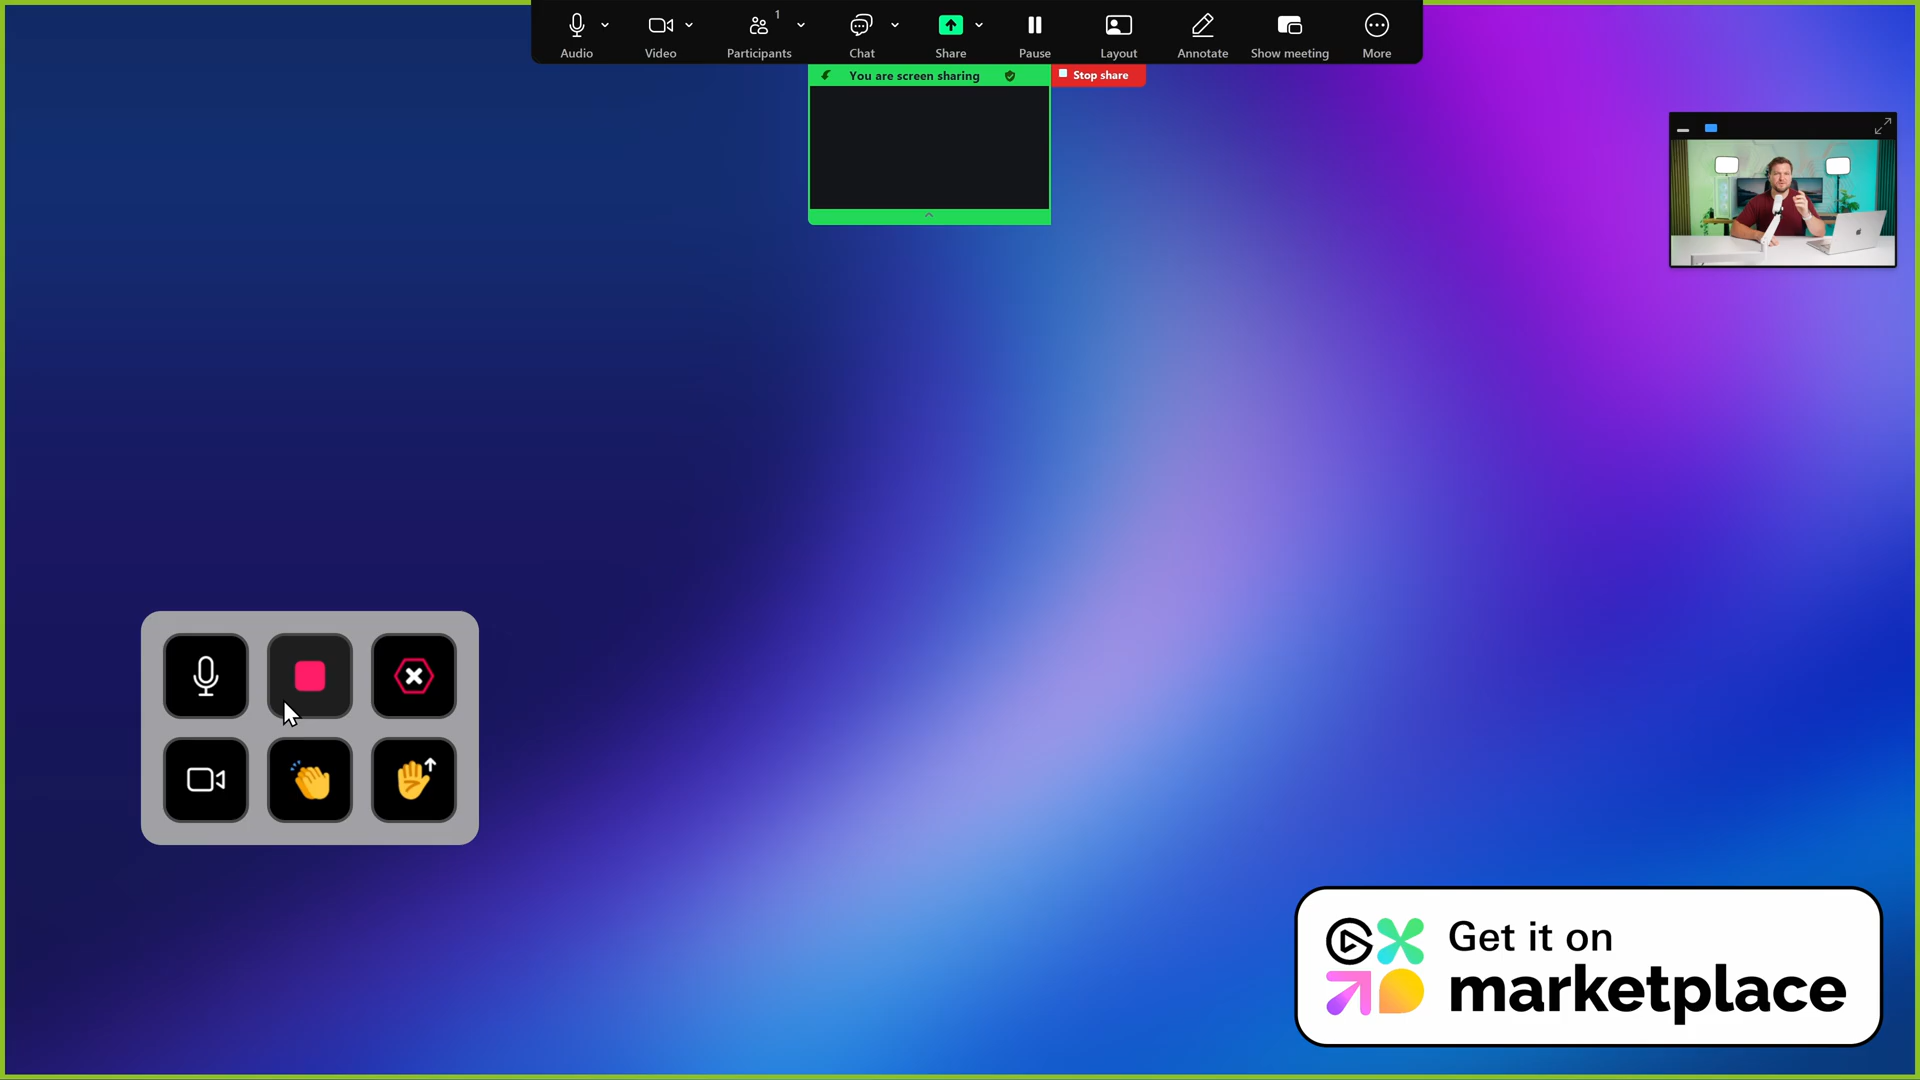 1
Audio
Video
Participants
Chat
Share
Pause
Layout
Annotate
Show meeting
More
You are screen sharing
Stop share
Get it on
marketplace